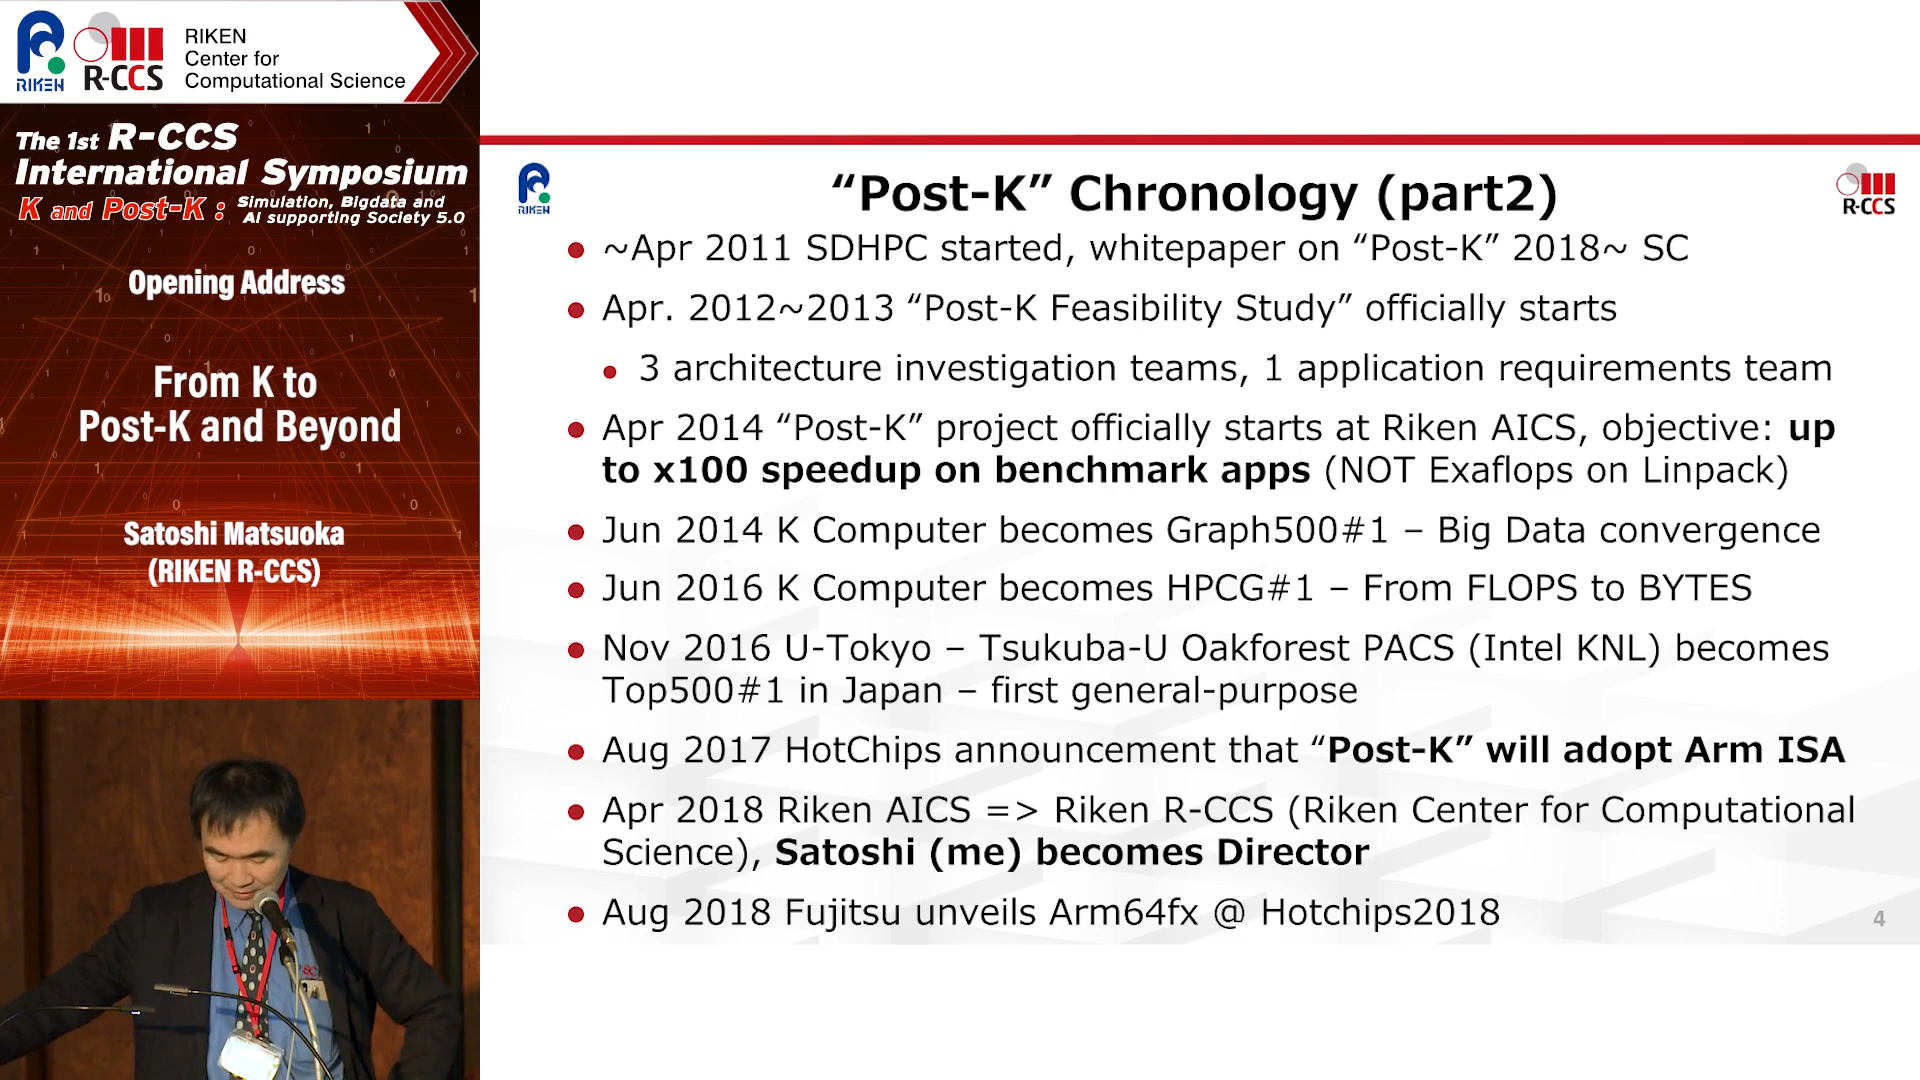 RIKEN
R-CCS
RIKEN
Center for
Computational Science
The 1st R-CCS
International Symposium
K and Post-K : Simulation, Bigdata and
AI supporting Society 5.0
Opening Address
From K to
Post-K and Beyond
Satoshi Matsuoka
(RIKEN R-CCS)
RIKEN
“Post-K” Chronology (part2)
R-CCS
• ~Apr 2011 SDHPC started, whitepaper on “Post-K” 2018~ SC
• Apr. 2012~2013 “Post-K Feasibility Study” officially starts
• 3 architecture investigation teams, 1 application requirements team
• Apr 2014 “Post-K” project officially starts at Riken AICS, objective: up
to x100 speedup on benchmark apps (NOT Exaflops on Linpack)
• Jun 2014 K Computer becomes Graph500#1 – Big Data convergence
• Jun 2016 K Computer becomes HPCG#1 – From FLOPS to BYTES
• Nov 2016 U-Tokyo – Tsukuba-U Oakforest PACS (Intel KNL) becomes
Top500#1 in Japan – first general-purpose
• Aug 2017 HotChips announcement that “Post-K” will adopt Arm ISA
• Apr 2018 Riken AICS => Riken R-CCS (Riken Center for Computational
Science), Satoshi (me) becomes Director
• Aug 2018 Fujitsu unveils Arm64fx @ Hotchips2018
4